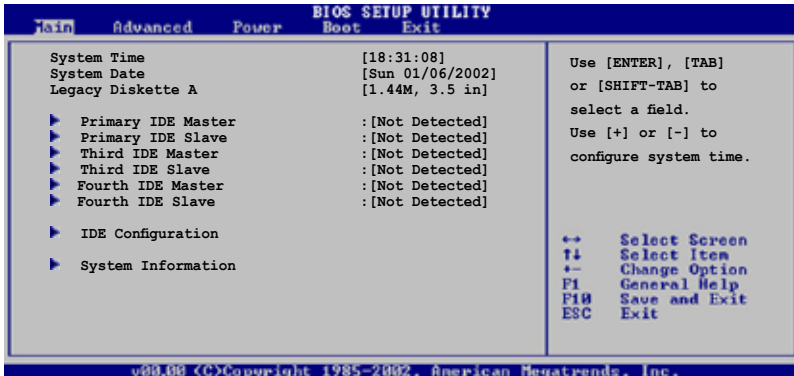 BIOS SETUP UTILITY
Main Advanced Power Boot Exit
System Time [18:31:08]
System Date [Sun 01/06/2002]
Legacy Diskette A [1.44M, 3.5 in]
Primary IDE Master :[Not Detected]
Primary IDE Slave :[Not Detected]
Third IDE Master :[Not Detected]
Third IDE Slave :[Not Detected]
Fourth IDE Master :[Not Detected]
Fourth IDE Slave :[Not Detected]
IDE Configuration
System Information
Use [ENTER], [TAB]
or [SHIFT-TAB] to
select a field.
Use [+] or [-] to
configure system time.
↔ Select Screen
↑↓ Select Item
+- Change Option
F1 General Help
F10 Save and Exit
ESC Exit
v00.00 (C)Copyright 1985-2002, American Megatrends, Inc.